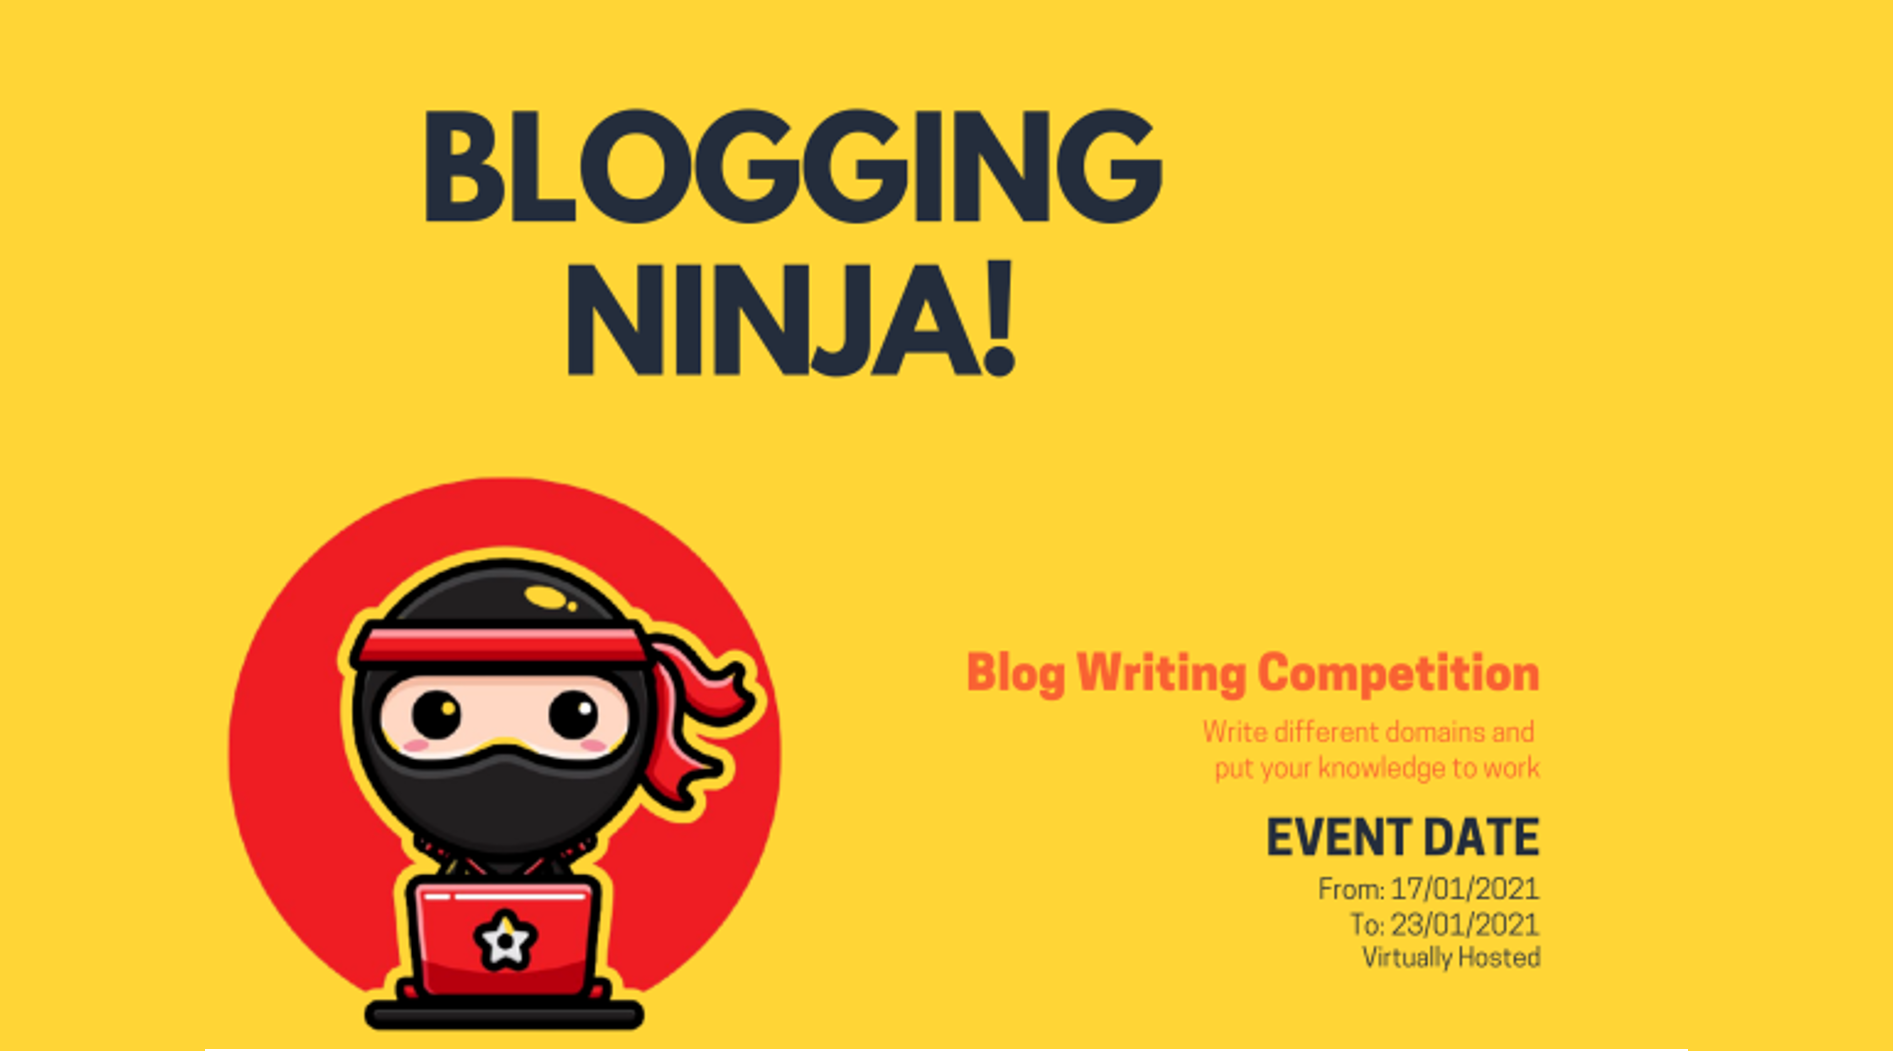 BLOGGING
NINJA!
Blog Writing Competition
Write different domains and
put your knowledge to work
EVENT DATE
From: 17/01/2021
To: 23/01/2021
Virtually Hosted